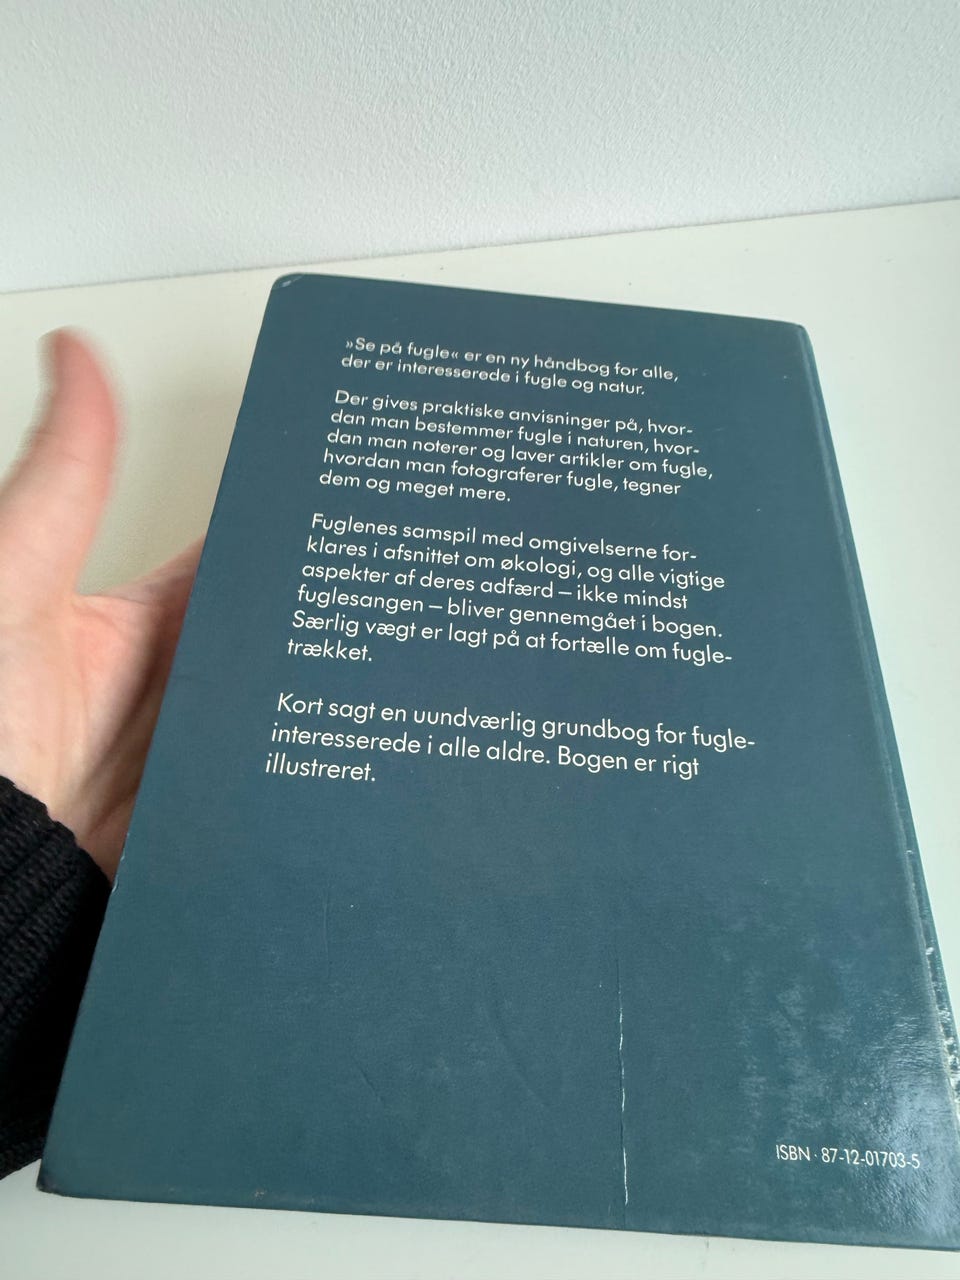 »Se på fugle« er en ny håndbog for alle,
der er interesserede i fugle og natur.
Der gives praktiske anvisninger på, hvor-
dan man bestemmer fugle i naturen, hvor-
dan man noterer og laver artikler om fugle,
hvordan man fotograferer fugle, tegner
dem og meget mere.
Fuglenes samspil med omgivelserne for-
klares i afsnittet om økologi, og alle vigtige
aspekter af deres adfærd – ikke mindst
fuglesangen – bliver gennemgået i bogen.
Særlig vægt er lagt på at fortælle om fugle-
trækket.
Kort sagt en uundværlig grundbog for fugle-
interesserede i alle aldre. Bogen er rigt
illustreret.
ISBN · 87-12-01703-5